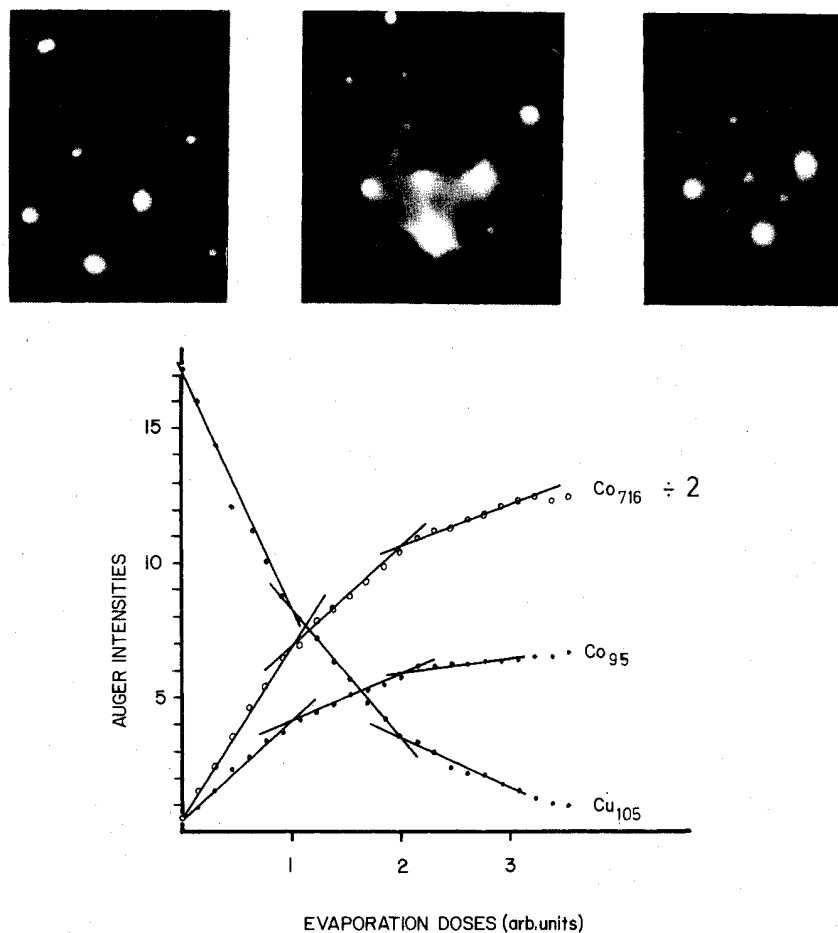 15
10
5
AUGER INTENSITIES
Co716 ÷ 2
Co95
Cu105
1 2 3
EVAPORATION DOSES (arb.units)